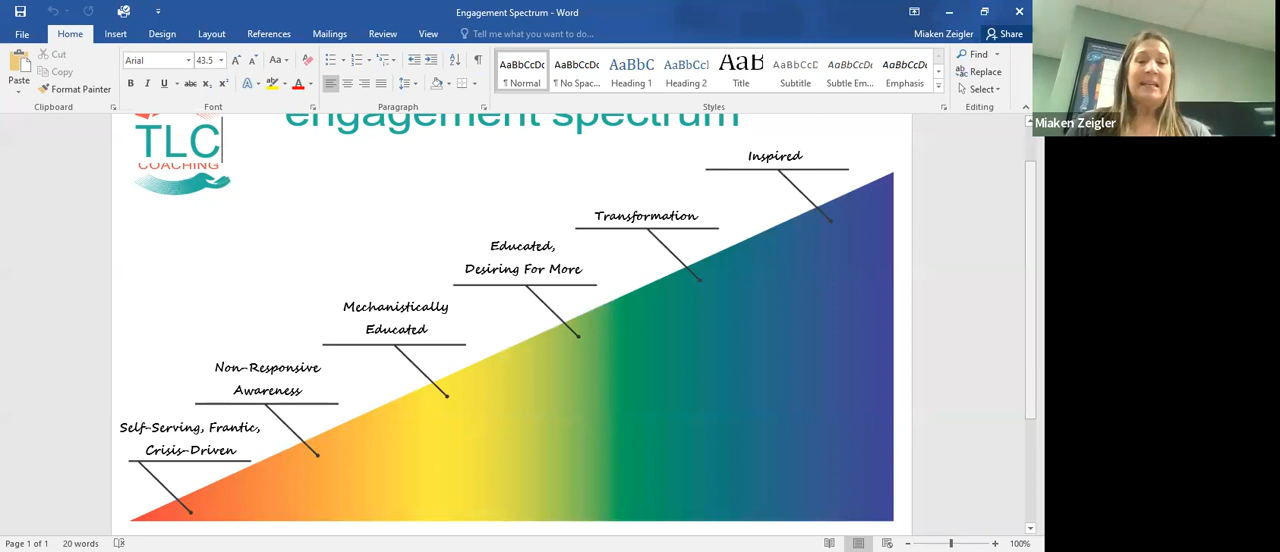 Engagement Spectrum - Word
File
Home
Insert
Design
Layout
References
Mailings
Review
View
Tell me what you want to do...
Miaken Zeigler
Share
Paste
Cut
Copy
Format Painter
Clipboard
Arial
43.5
Font
Paragraph
AaBbCcDc
¶ Normal
AaBbCcDc
¶ No Spac...
AaBbC
Heading 1
AaBbCc
Heading 2
AaB
Title
AaBbCcD
Subtitle
AaBbCcDc
Subtle Em...
AaBbCcDc
Emphasis
Styles
Find
Replace
Select
Editing
Miaken Zeigler
TLC
COACHING
engagement spectrum
Inspired
Transformation
Educated,
Desiring For More
Mechanistically
Educated
Non-Responsive
Awareness
Self-Serving, Frantic,
Crisis-Driven
Page 1 of 1
20 words
100%